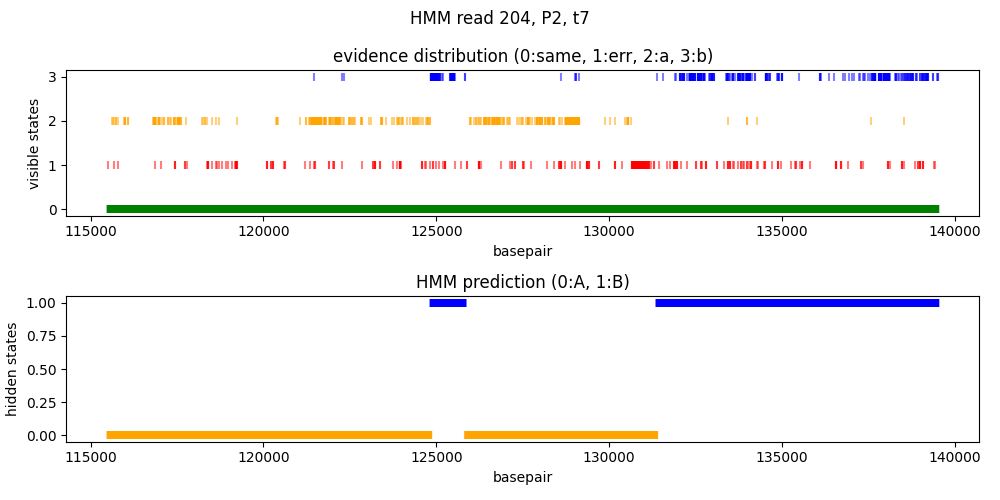 HMM read 204, P2, t7
evidence distribution (0:same, 1:err, 2:a, 3:b)
visible states
3
2
1
0
115000 120000 125000 130000 135000 140000
basepair
HMM prediction (0:A, 1:B)
hidden states
1.00
0.75
0.50
0.25
0.00
115000 120000 125000 130000 135000 140000
basepair